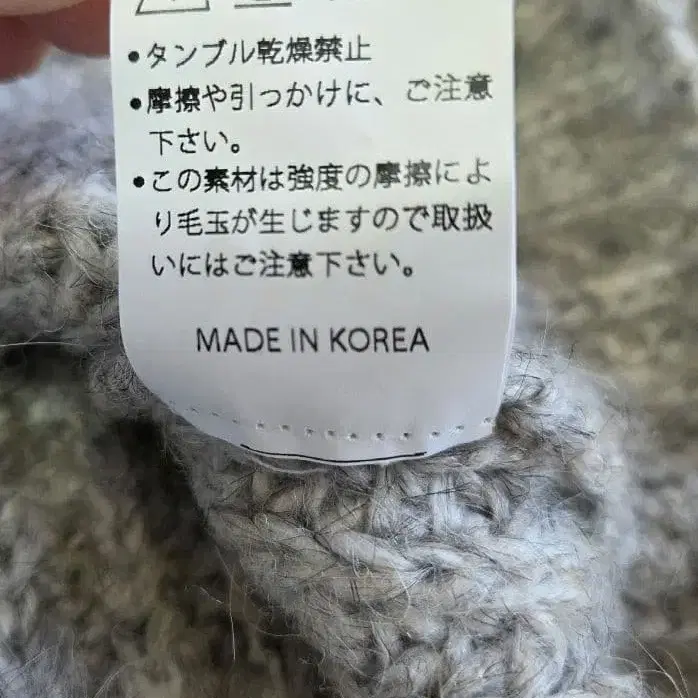 •タンブル乾燥禁止
•摩擦や引っかけに、ご注意
下さい。
•この素材は強度の摩擦によ
り毛玉が生じますので取扱
いにはご注意下さい。
MADE IN KOREA